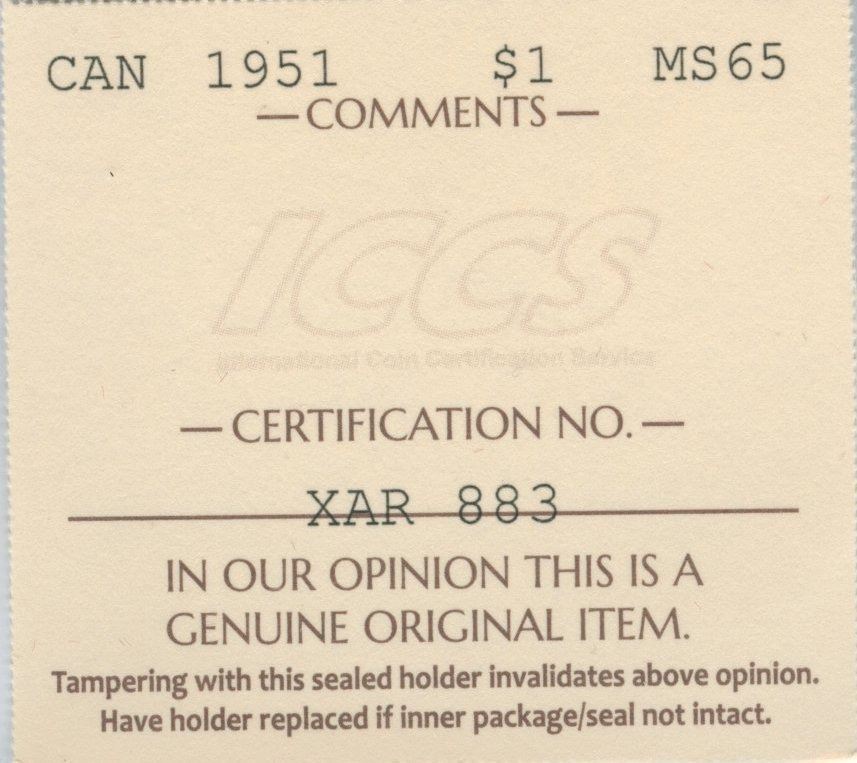 CAN 1951 $1 MS65
— COMMENTS —
ICCS
International Coin Certification Service
— CERTIFICATION NO. —
XAR 883
IN OUR OPINION THIS IS A
GENUINE ORIGINAL ITEM.
Tampering with this sealed holder invalidates above opinion.
Have holder replaced if inner package/seal not intact.